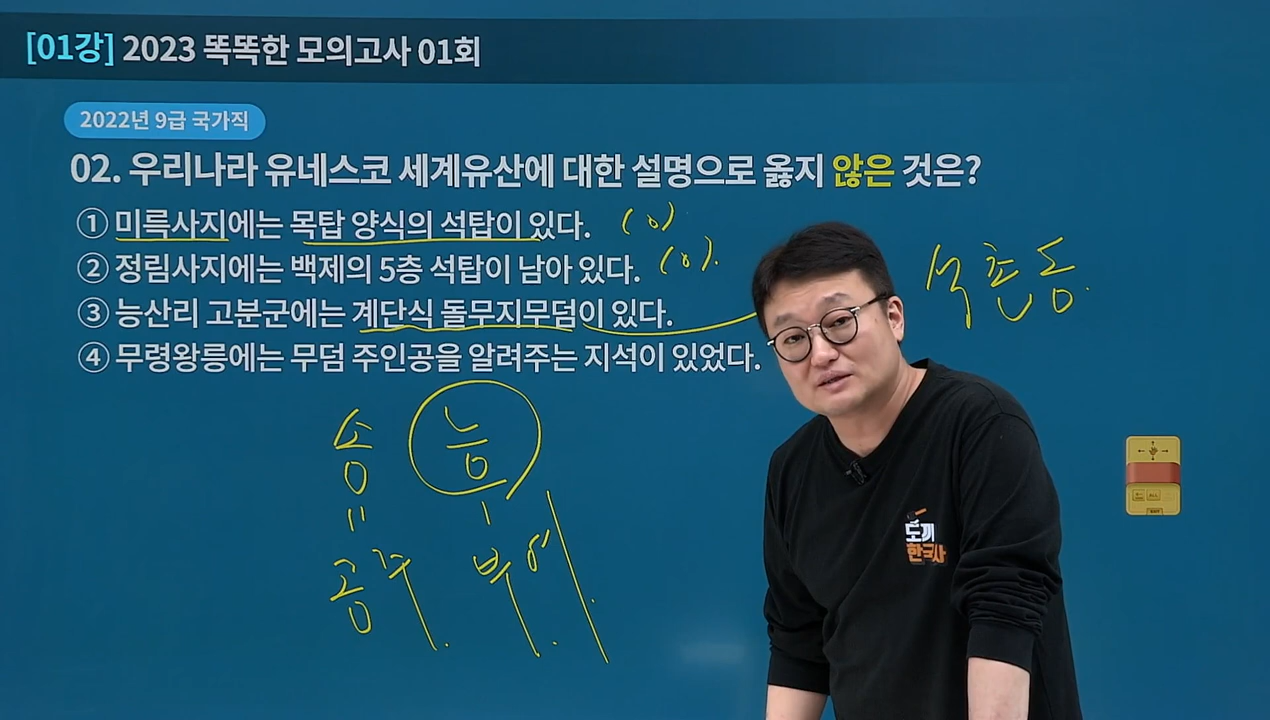 [01강] 2023 똑똑한 모의고사 01회
2022년 9급 국가직
02. 우리나라 유네스코 세계유산에 대한 설명으로 옳지 않은 것은?
① 미륵사지에는 목탑 양식의 석탑이 있다. (O)
② 정림사지에는 백제의 5층 석탑이 남아 있다. (O).
③ 능산리 고분군에는 계단식 돌무지무덤이 있다. 석촌동.
④ 무령왕릉에는 무덤 주인공을 알려주는 지석이 있었다.
송 능
공주. 부여.
도끼
한국사